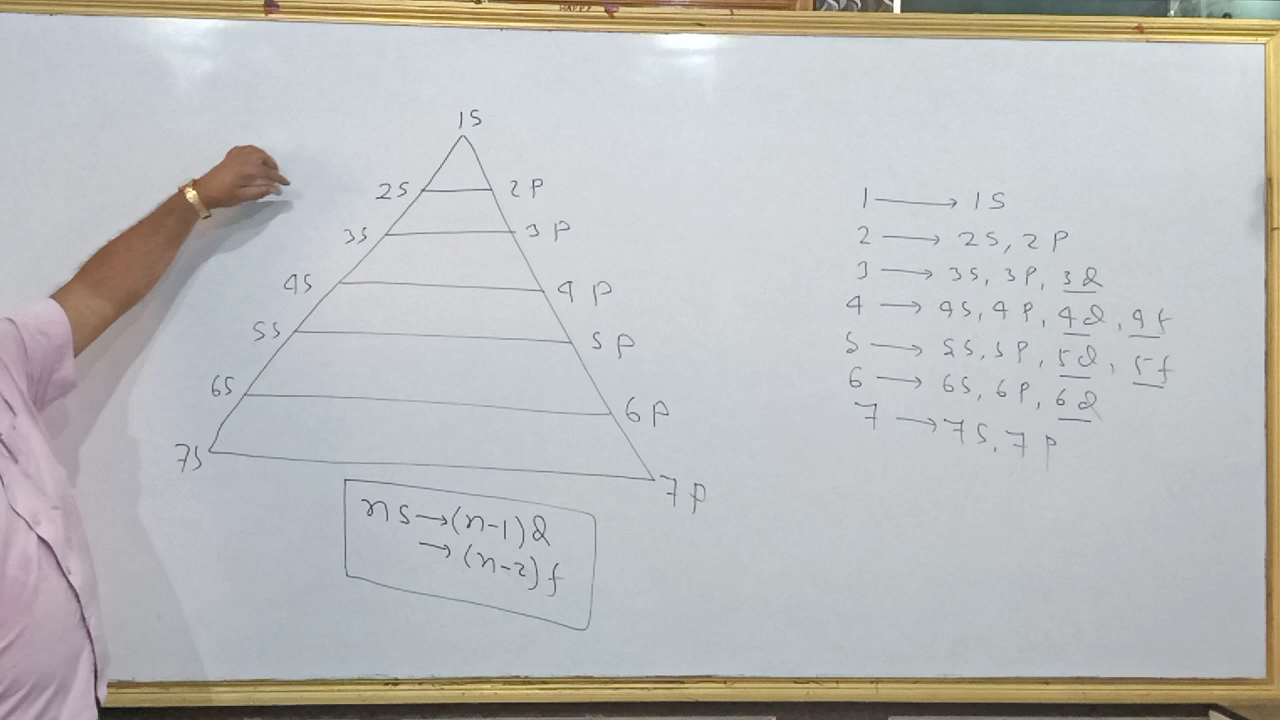 HAPPY
1S
2S 2P
3S 3P
4S 4P
5S 5P
6S 6P
7S 7P
nS→(n-1)d
→(n-2)f
1 → 1S
2 → 2S, 2P
3 → 3S, 3P, 3d
4 → 4S, 4P, 4d, 4f
5 → 5S, 5P, 5d, 5f
6 → 6S, 6P, 6d
7 → 7S, 7P